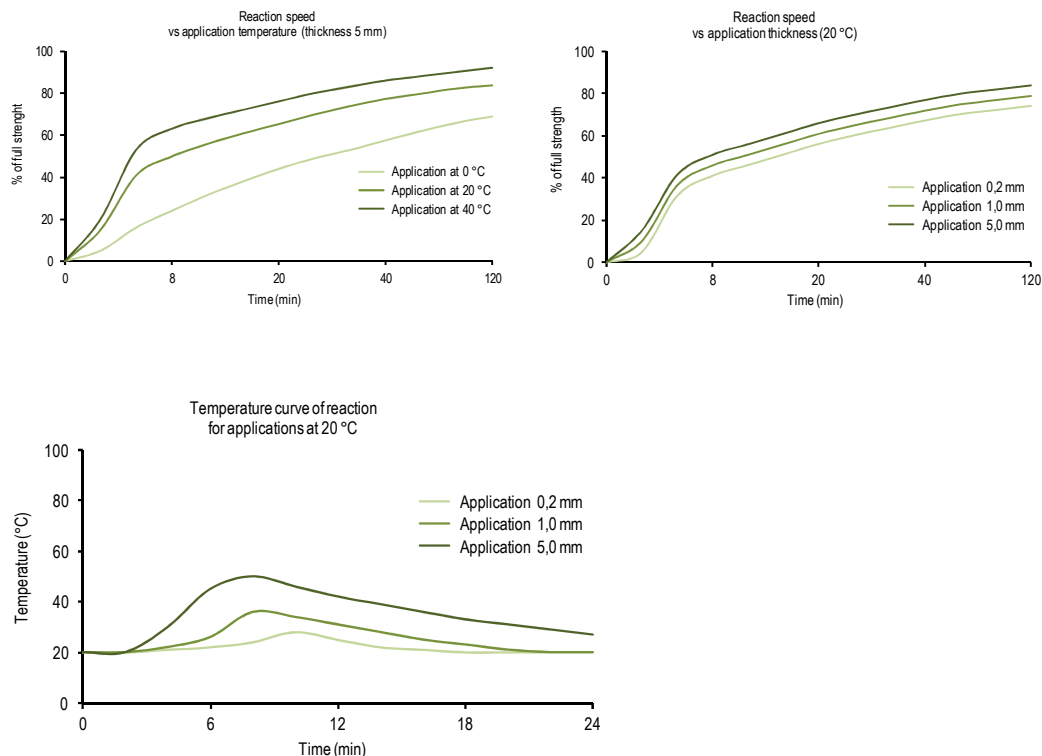 Reaction speed
vs application temperature (thickness 5 mm)
100
80
60
40
20
0
% of full strenght
Application at 0 °C
Application at 20 °C
Application at 40 °C
0 8 20 40 120
Time (min)
Reaction speed
vs application thickness (20 °C)
100
80
60
40
20
0
% of full strength
Application 0,2 mm
Application 1,0 mm
Application 5,0 mm
0 8 20 40 120
Time (min)
Temperature curve of reaction
for applications at 20 °C
100
80
60
40
20
0
Temperature (°C)
Application 0,2 mm
Application 1,0 mm
Application 5,0 mm
0 6 12 18 24
Time (min)